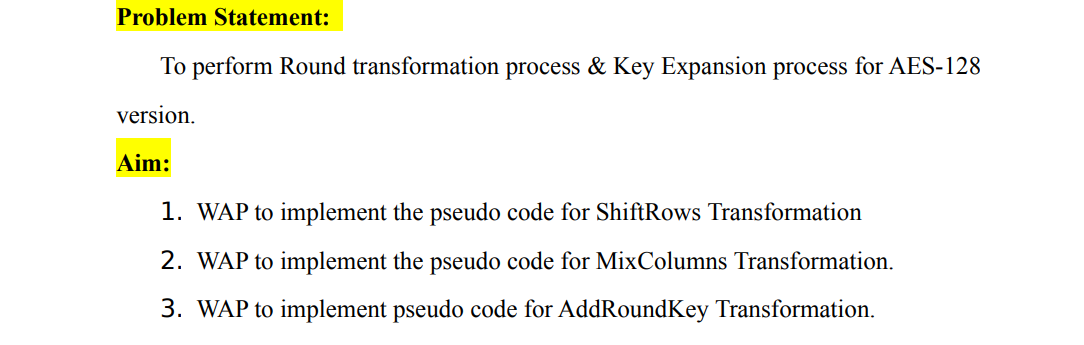 Problem Statement:
To perform Round transformation process & Key Expansion process for AES-128
version.
Aim:
1. WAP to implement the pseudo code for ShiftRows Transformation
2. WAP to implement the pseudo code for MixColumns Transformation.
3. WAP to implement pseudo code for AddRoundKey Transformation.